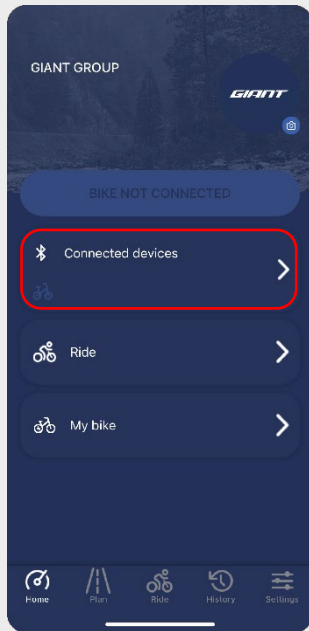 GIANT GROUP
GIANT
BIKE NOT CONNECTED
Connected devices
Ride
My bike
Home
Plan
Ride
History
Settings